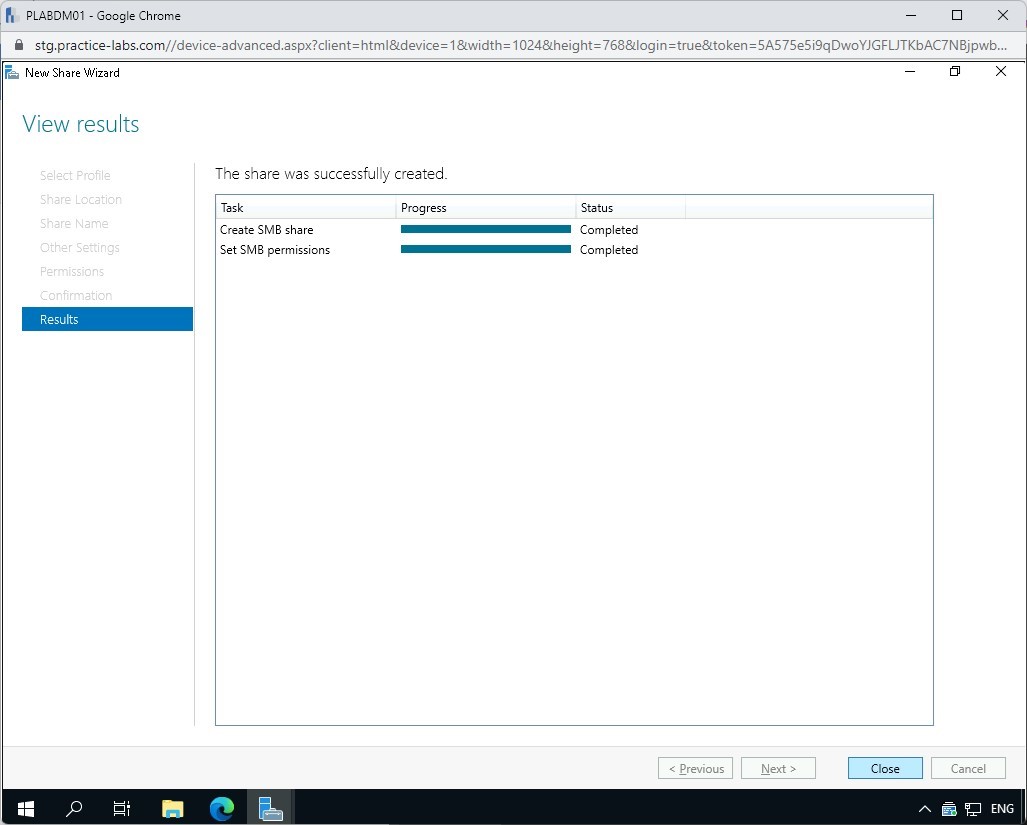 PLABDM01 - Google Chrome
stg.practice-labs.com//device-advanced.aspx?client=html&device=1&width=1024&height=768&login=true&token=5A575e5i9qDwoYJGFLJTKbAC7NBjpwb...
New Share Wizard
View results
Select Profile
Share Location
Share Name
Other Settings
Permissions
Confirmation
Results
The share was successfully created.
Task Progress Status
Create SMB share Completed
Set SMB permissions Completed
< Previous Next > Close Cancel
ENG